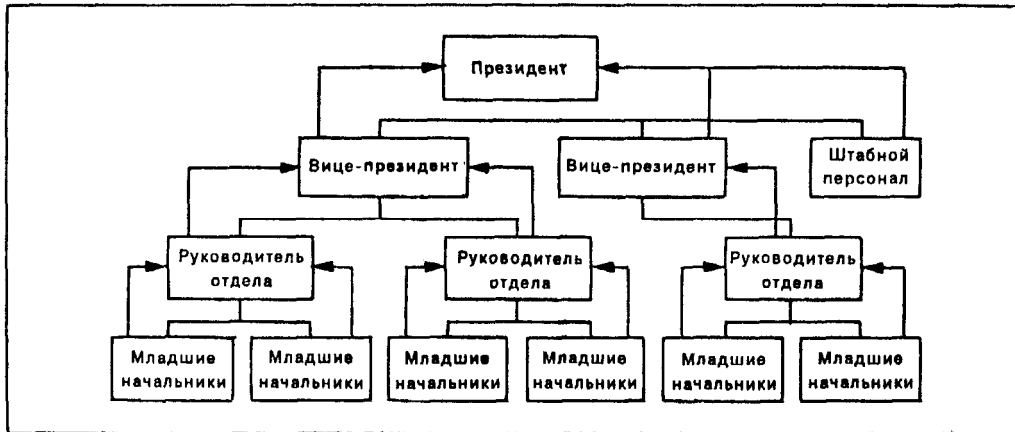 Президент
Вице-президент
Вице-президент
Штабной
персонал
Руководитель
отдела
Руководитель
отдела
Руководитель
отдела
Младшие
начальники
Младшие
начальники
Младшие
начальники
Младшие
начальники
Младшие
начальники
Младшие
начальники